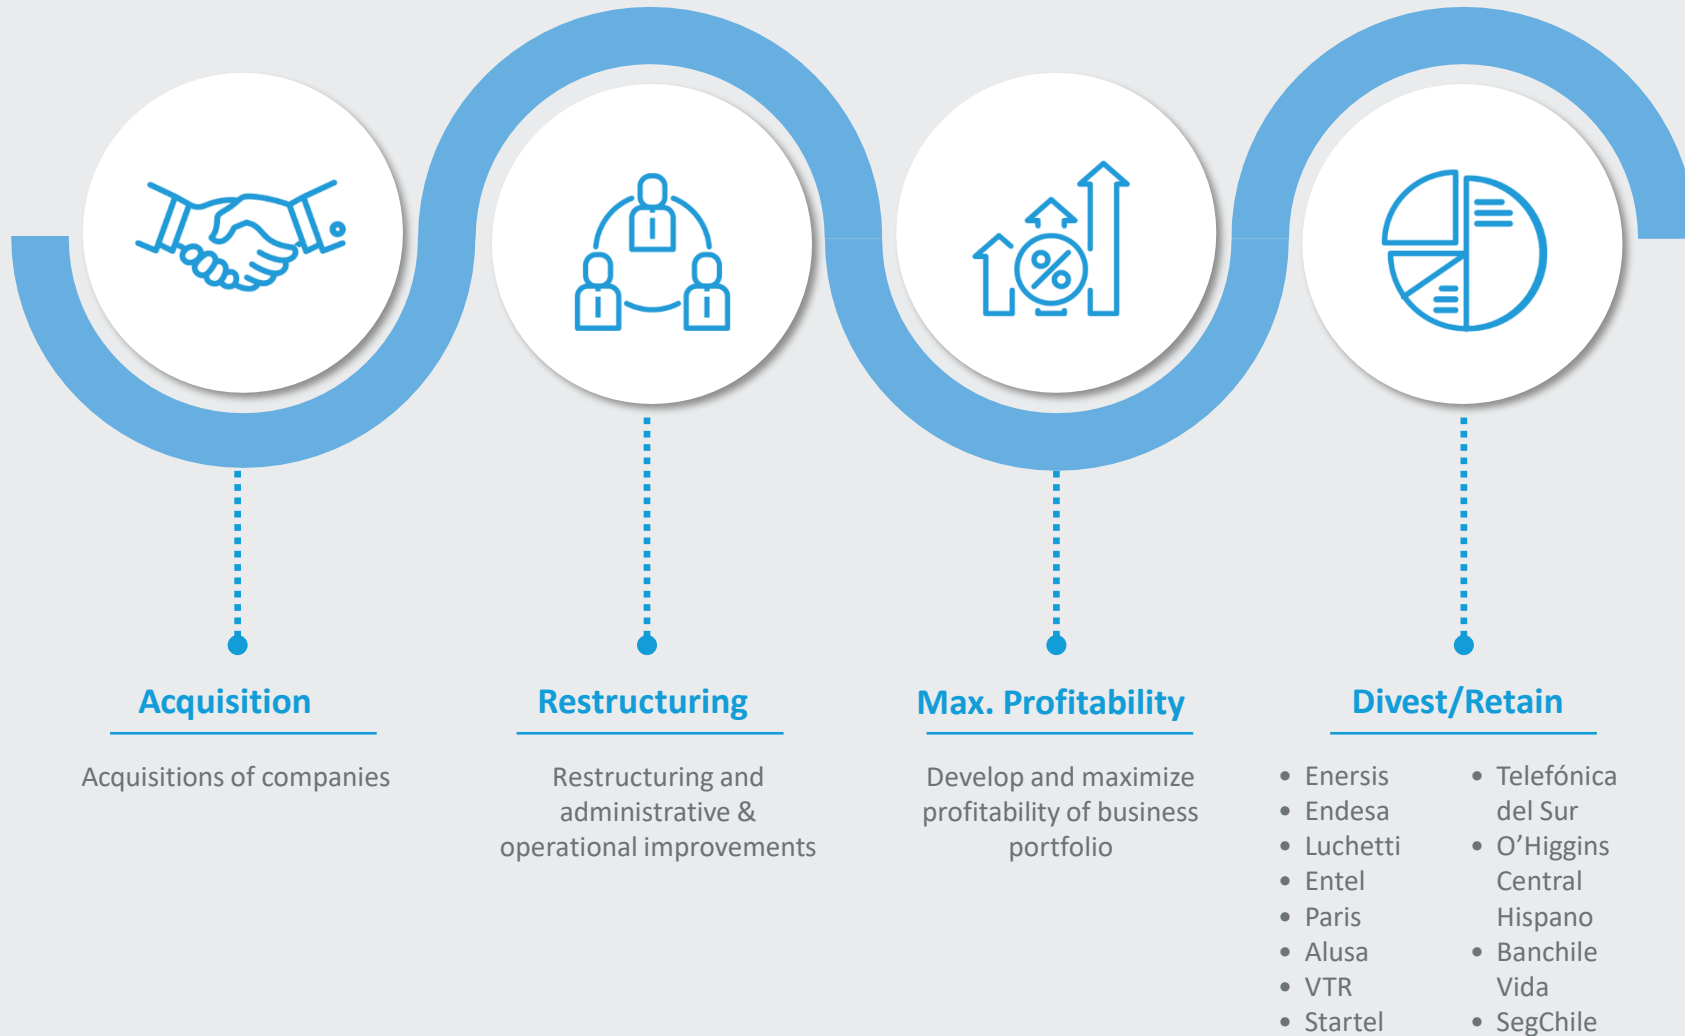 Acquisition
Acquisitions of companies
Restructuring
Restructuring and
administrative &
operational improvements
Max. Profitability
Develop and maximize
profitability of business
portfolio
Divest/Retain
• Enersis
• Endesa
• Luchetti
• Entel
• Paris
• Alusa
• VTR
• Startel
• Telefónica
del Sur
• O’Higgins
Central
Hispano
• Banchile
Vida
• SegChile
%